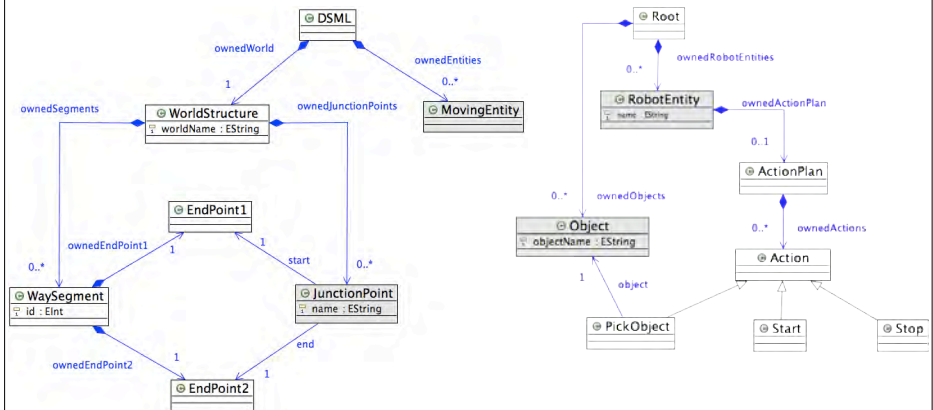 DSML
ownedWorld
1
ownedEntities
0..*
MovingEntity
ownedSegments
WorldStructure
worldName : EString
ownedJunctionPoints
EndPoint1
ownedEndPoint1
1
1
start
0..*
0..*
WaySegment
id : EInt
JunctionPoint
name : EString
ownedEndPoint2
1
end
1
EndPoint2
Root
ownedRobotEntities
0..*
RobotEntity
name : EString
ownedActionPlan
0..1
ActionPlan
0..*
ownedObjects
Object
objectName : EString
0..*
ownedActions
Action
1
object
PickObject
Start
Stop